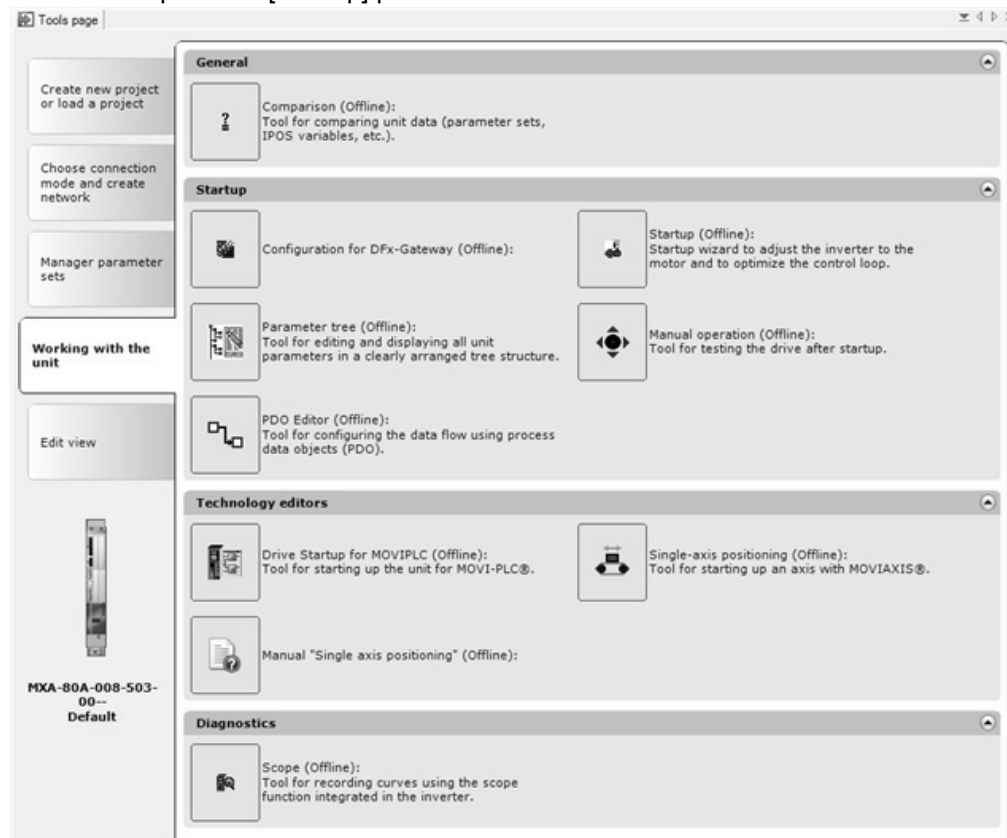 Tools page
Create new project
or load a project
Choose connection
mode and create
network
Manager parameter
sets
Working with the
unit
Edit view
MXA-80A-008-503-
00--
Default
General
Comparison (Offline):
Tool for comparing unit data (parameter sets,
IPOS variables, etc.).
Startup
Configuration for DFx-Gateway (Offline):
Startup (Offline):
Startup wizard to adjust the inverter to the
motor and to optimize the control loop.
Parameter tree (Offline):
Tool for editing and displaying all unit
parameters in a clearly arranged tree structure.
Manual operation (Offline):
Tool for testing the drive after startup.
PDO Editor (Offline):
Tool for configuring the data flow using process
data objects (PDO).
Technology editors
Drive Startup for MOVIPLC (Offline):
Tool for starting up the unit for MOVI-PLC®.
Single-axis positioning (Offline):
Tool for starting up an axis with MOVIAXIS®.
Manual "Single axis positioning" (Offline):
Diagnostics
Scope (Offline):
Tool for recording curves using the scope
function integrated in the inverter.